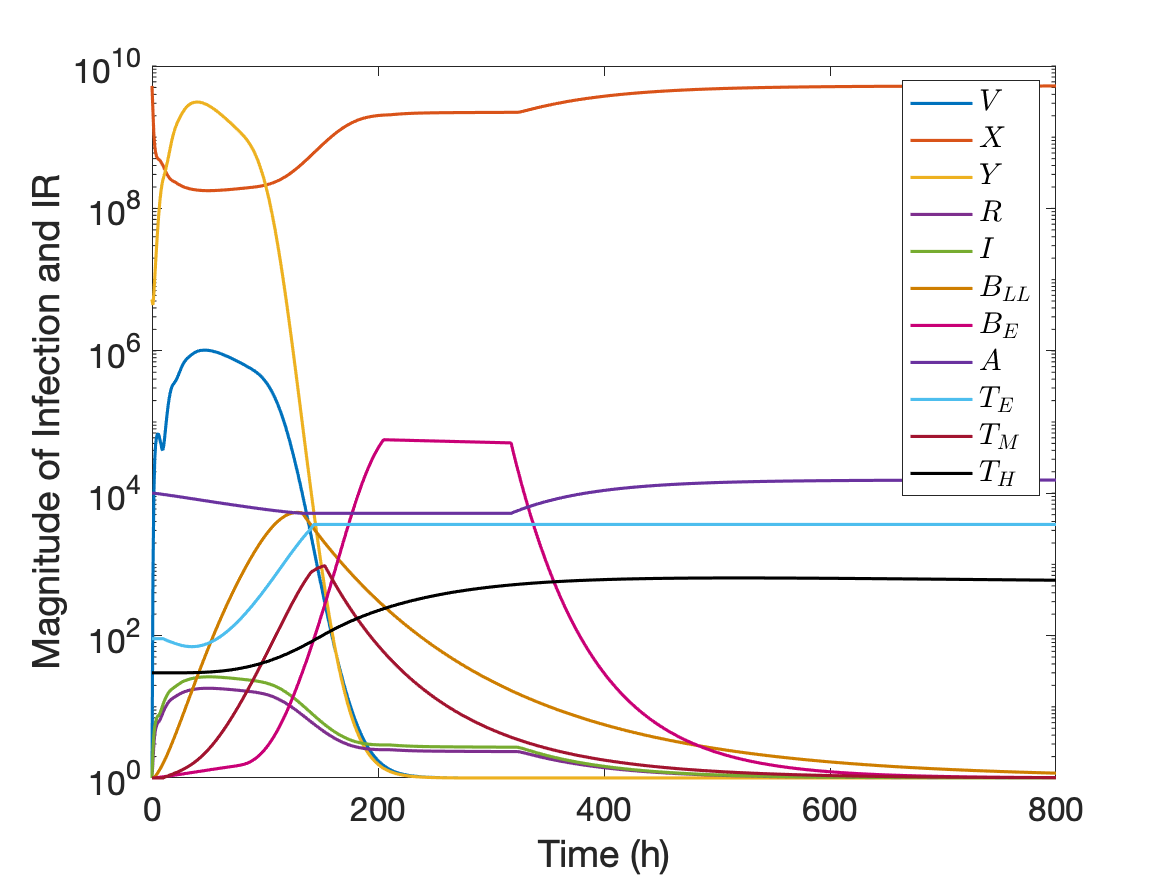 Magnitude of Infection and IR
10^10
10^8
10^6
10^4
10^2
10^0
V
X
Y
R
I
B_LL
B_E
A
T_E
T_M
T_H
0 200 400 600 800
Time (h)